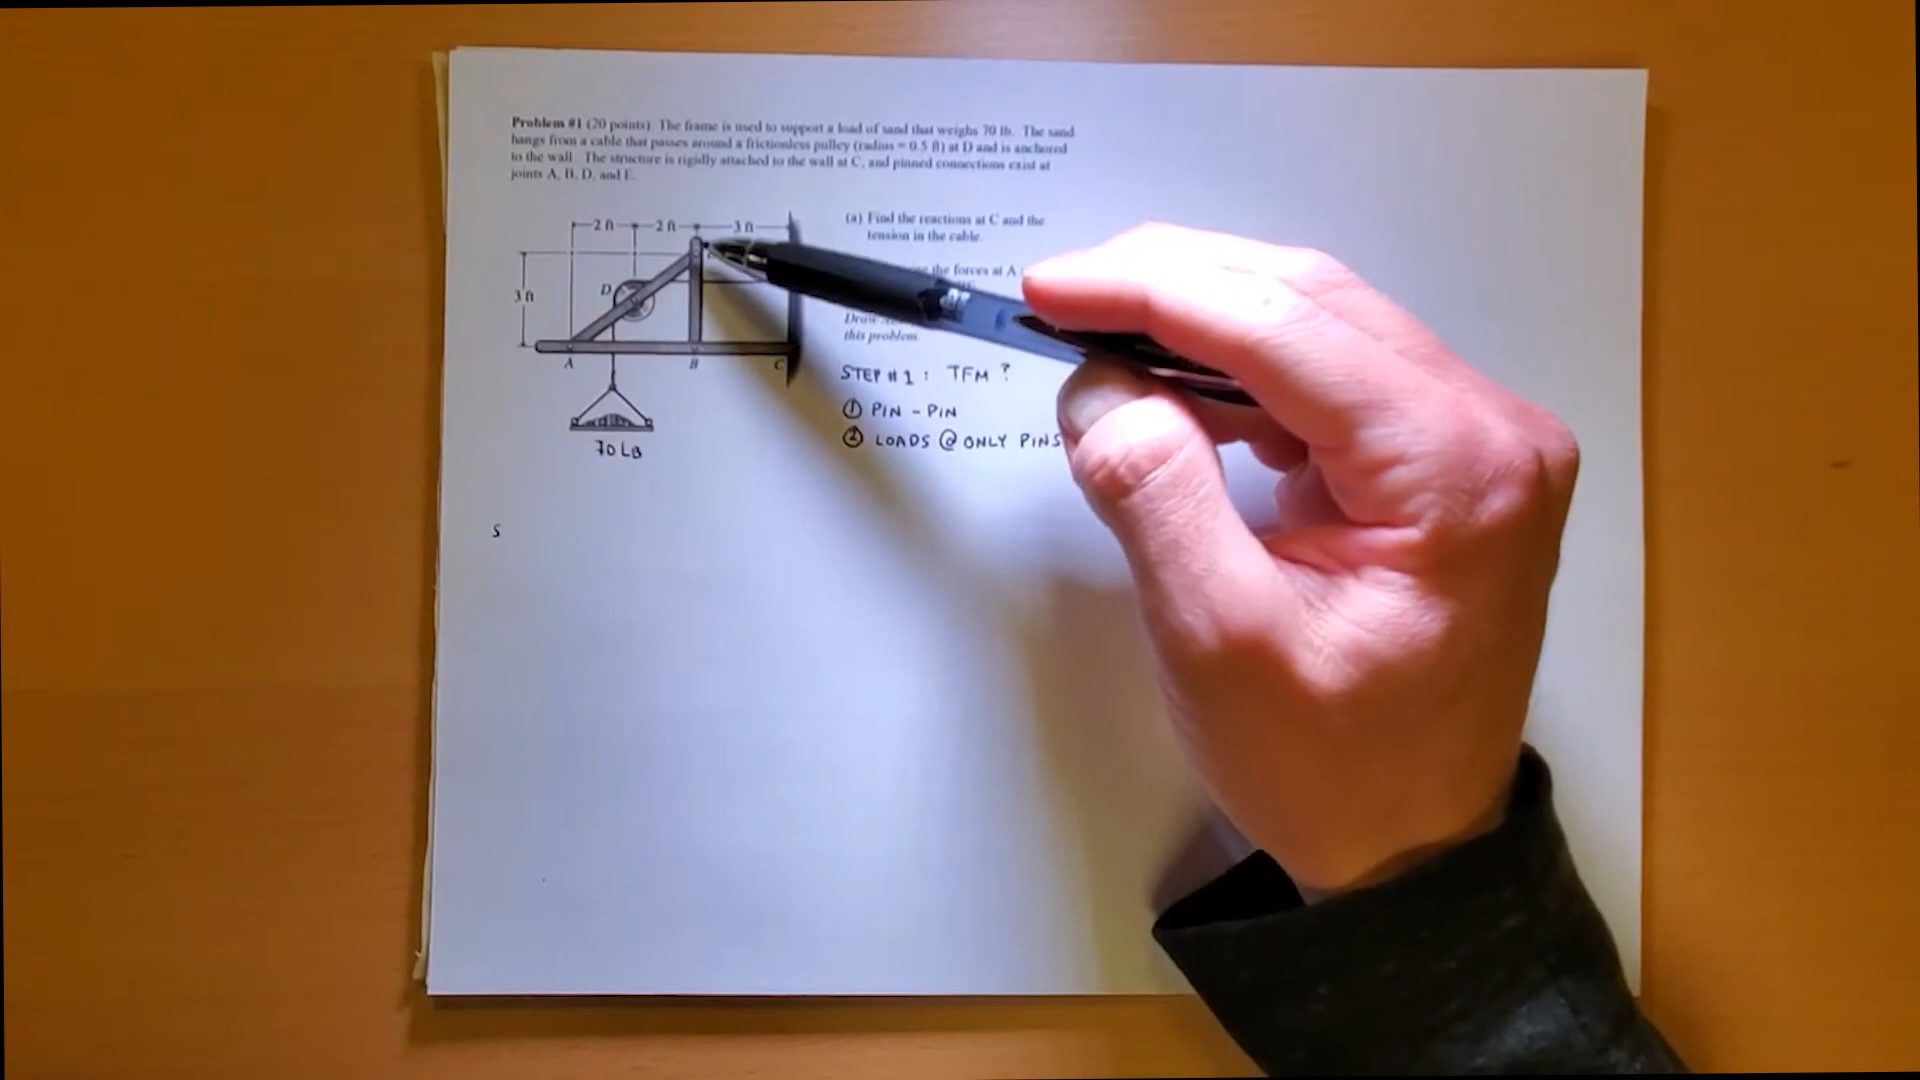 Problem #1 (20 points): The frame is used to support a load of sand that weighs 70 lb. The sand
hangs from a cable that passes around a frictionless pulley (radius = 0.5 ft) at D and is anchored
to the wall. The structure is rigidly attached to the wall at C, and pinned connections exist at
joints A, B, D, and E.
2 ft 2 ft 3 ft
(a) Find the reactions at C and the
tension in the cable.
the forces at A
3 ft
D
Draw
this problem.
A B C
STEP #1: TFM ?
① PIN - PIN
② LOADS @ ONLY PINS
70 LB
S